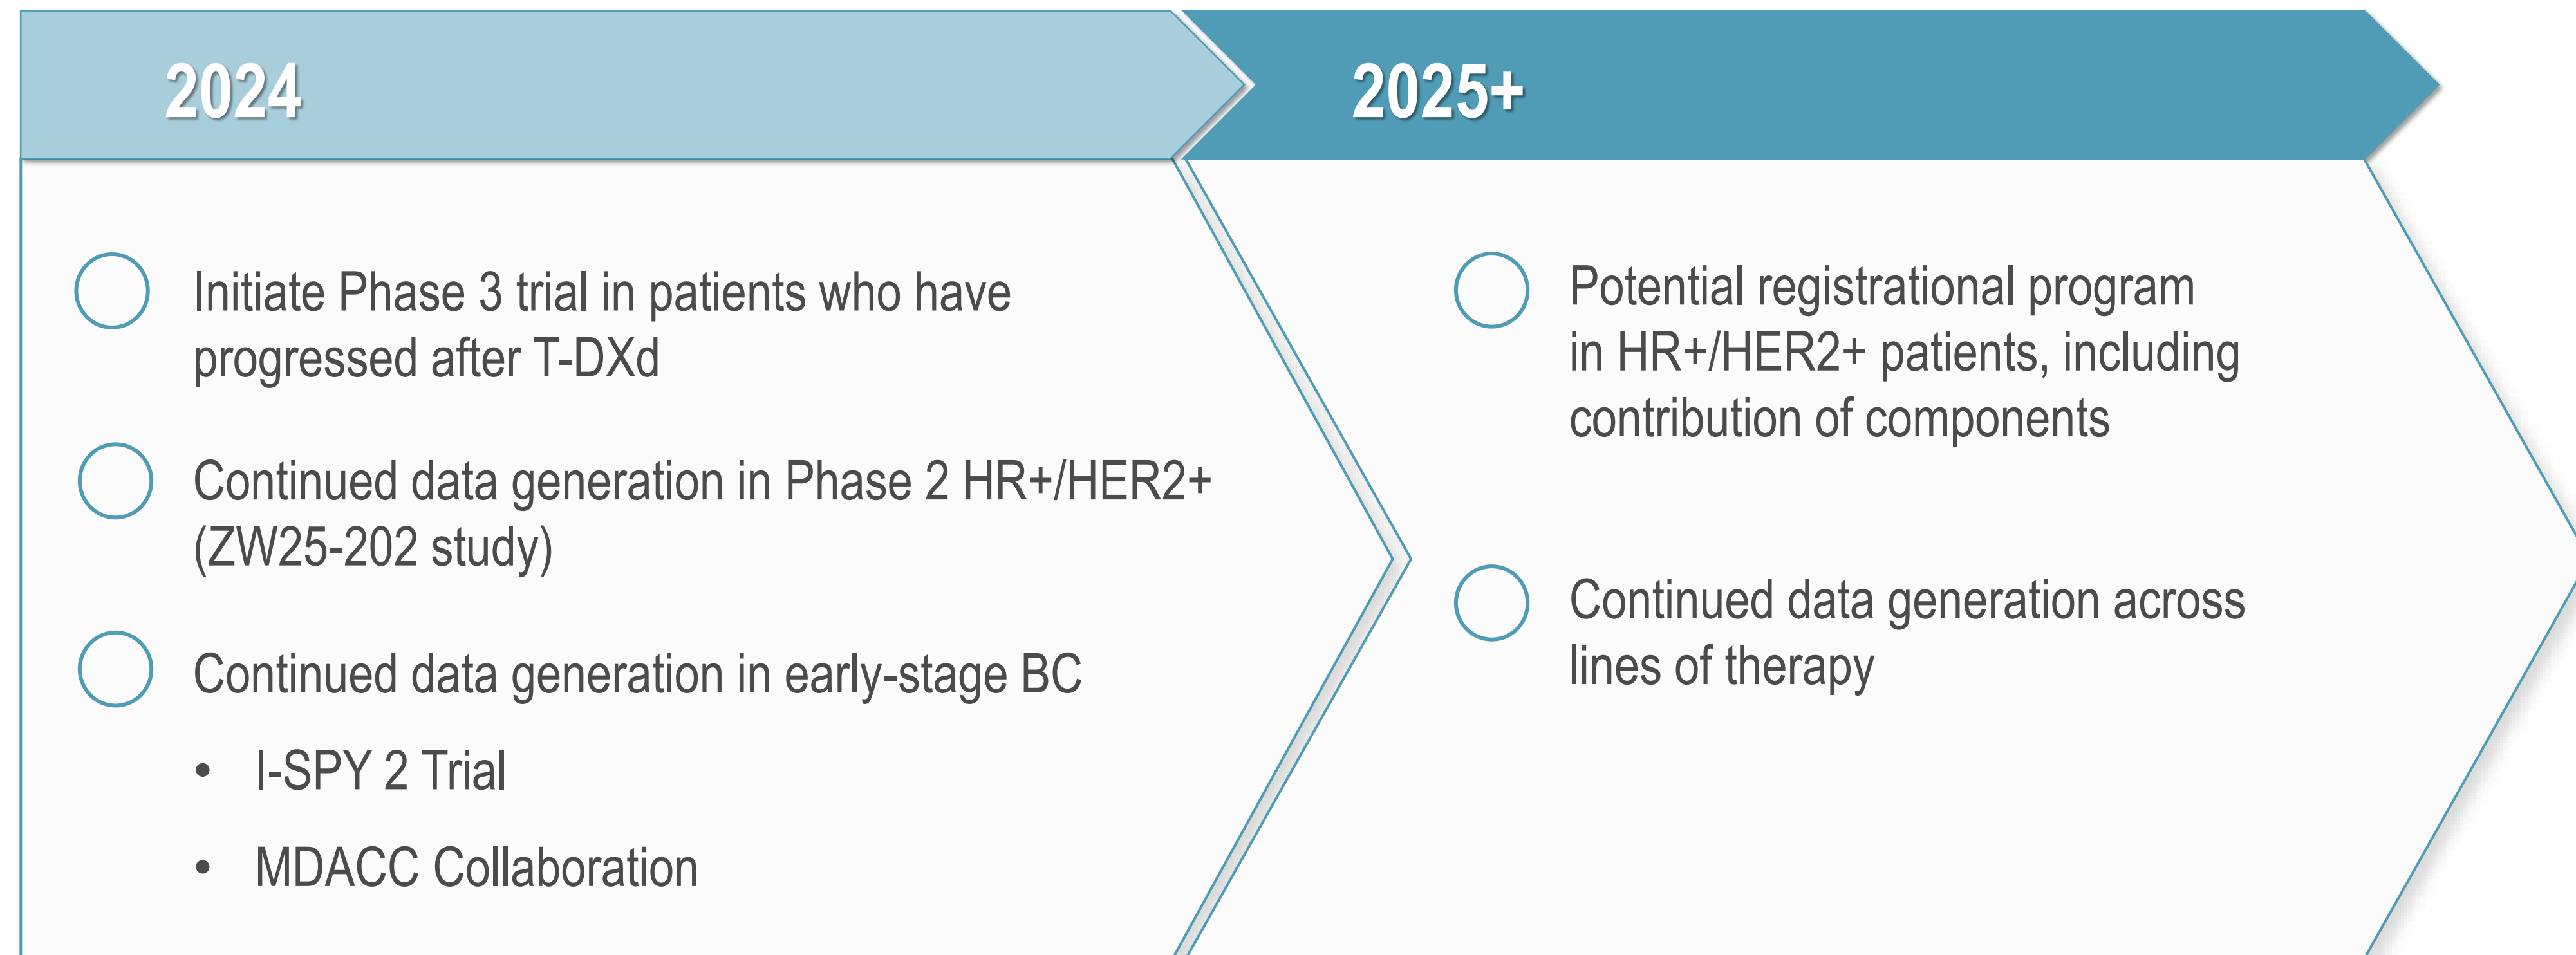 2024
Initiate Phase 3 trial in patients who have
progressed after T-DXd
Continued data generation in Phase 2 HR+/HER2+
(ZW25-202 study)
Continued data generation in early-stage BC
• I-SPY 2 Trial
• MDACC Collaboration
2025+
Potential registrational program
in HR+/HER2+ patients, including
contribution of components
Continued data generation across
lines of therapy